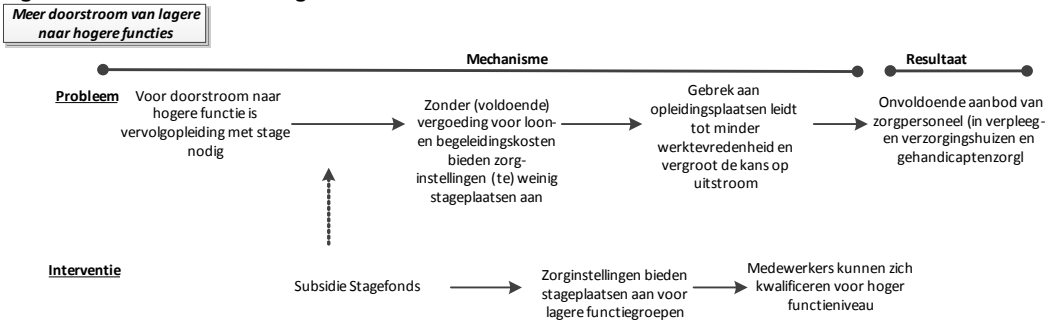 Meer doorstroom van lagere
naar hogere functies
Mechanisme
Resultaat
Probleem
Voor doorstroom naar
hogere functie is
vervolgopleiding met stage
nodig
Zonder (voldoende)
vergoeding voor loon-
en begeleidingskosten
bieden zorg-
instellingen (te) weinig
stageplaatsen aan
Gebrek aan
opleidingsplaatsen leidt
tot minder
werktevredenheid en
vergroot de kans op
uitstroom
Onvoldoende aanbod van
zorgpersoneel (in verpleeg-
en verzorgingshuizen en
gehandicaptenzorgl
Interventie
Subsidie Stagefonds
Zorginstellingen bieden
stageplaatsen aan voor
lagere functiegroepen
Medewerkers kunnen zich
kwalificeren voor hoger
functieniveau